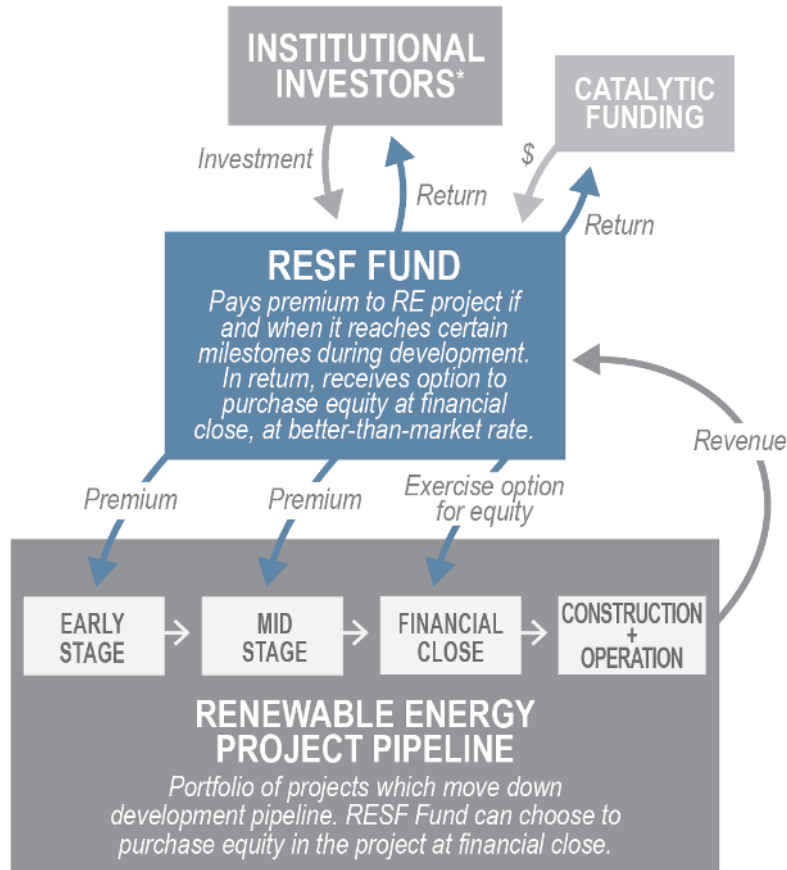 INSTITUTIONAL
INVESTORS*
CATALYTIC
FUNDING
Investment
Return
$
Return
RESF FUND
Pays premium to RE project if
and when it reaches certain
milestones during development.
In return, receives option to
purchase equity at financial
close, at better-than-market rate.
Revenue
Premium
Premium
Exercise option
for equity
EARLY
STAGE
MID
STAGE
FINANCIAL
CLOSE
CONSTRUCTION
+
OPERATION
RENEWABLE ENERGY
PROJECT PIPELINE
Portfolio of projects which move down
development pipeline. RESF Fund can choose to
purchase equity in the project at financial close.